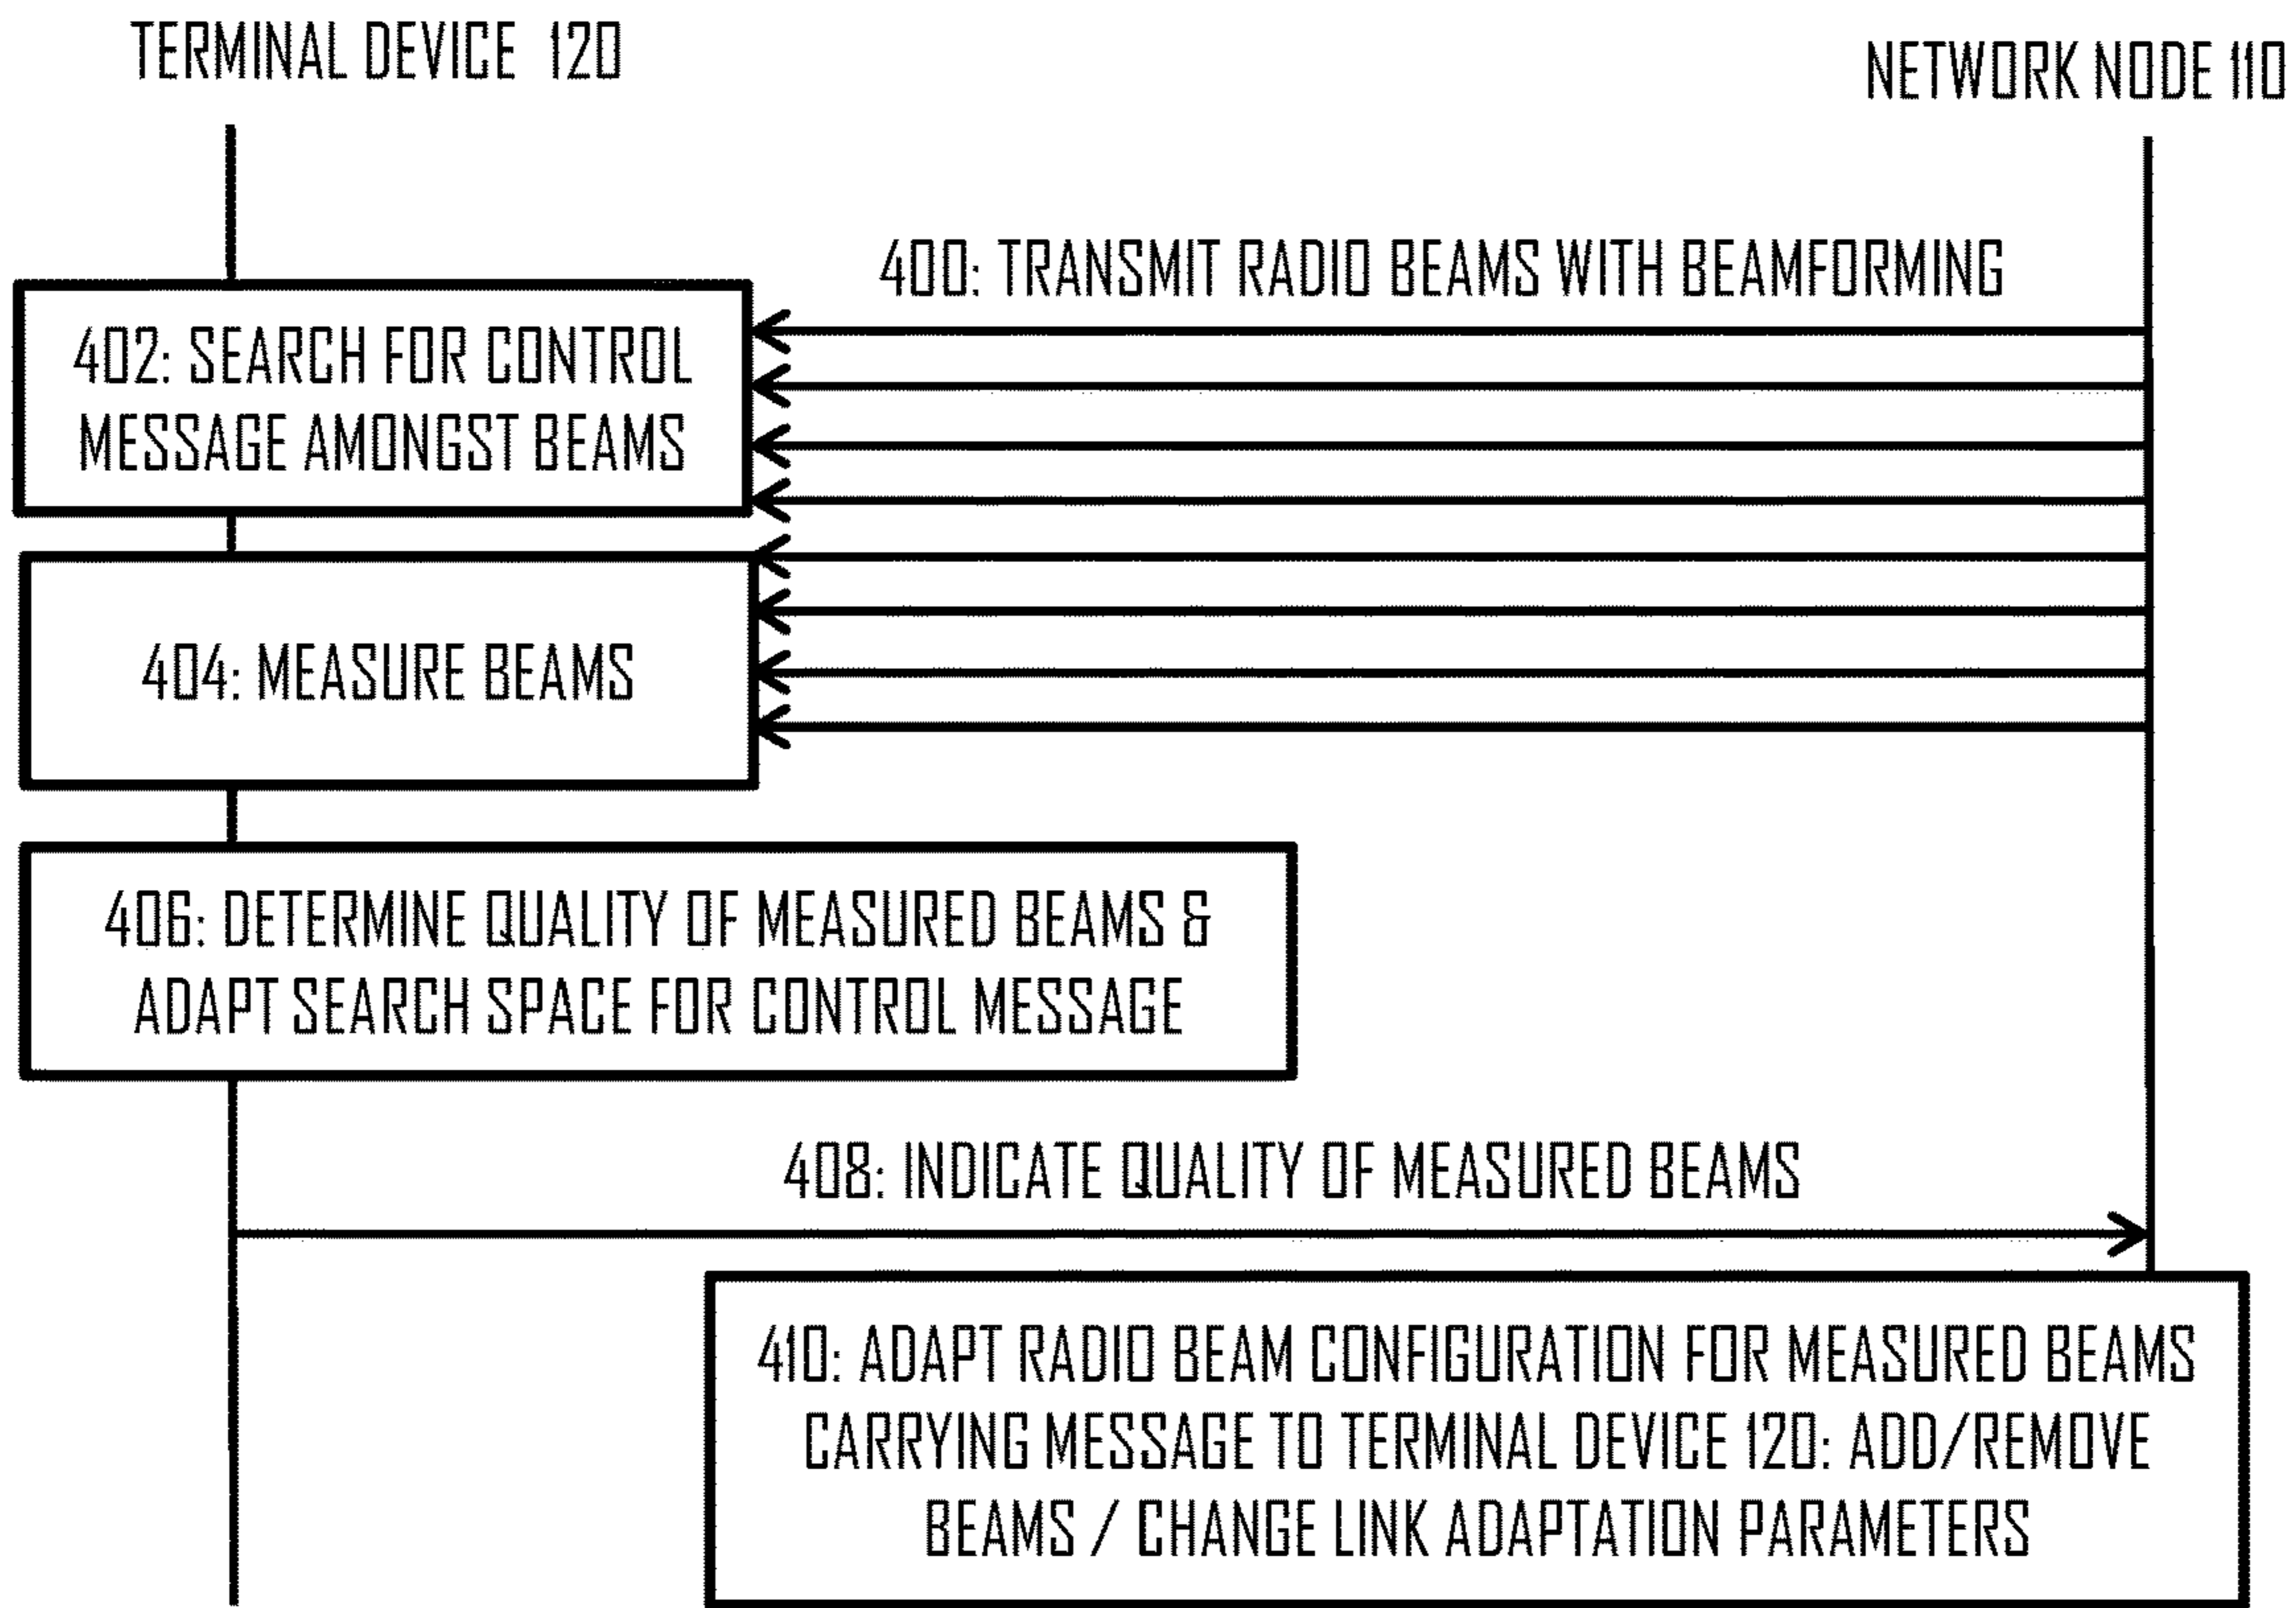 TERMINAL DEVICE 120
NETWORK NODE 110
400: TRANSMIT RADIO BEAMS WITH BEAMFORMING
402: SEARCH FOR CONTROL
MESSAGE AMONGST BEAMS
404: MEASURE BEAMS
406: DETERMINE QUALITY OF MEASURED BEAMS &
ADAPT SEARCH SPACE FOR CONTROL MESSAGE
408: INDICATE QUALITY OF MEASURED BEAMS
410: ADAPT RADIO BEAM CONFIGURATION FOR MEASURED BEAMS
CARRYING MESSAGE TO TERMINAL DEVICE 120: ADD/REMOVE
BEAMS / CHANGE LINK ADAPTATION PARAMETERS